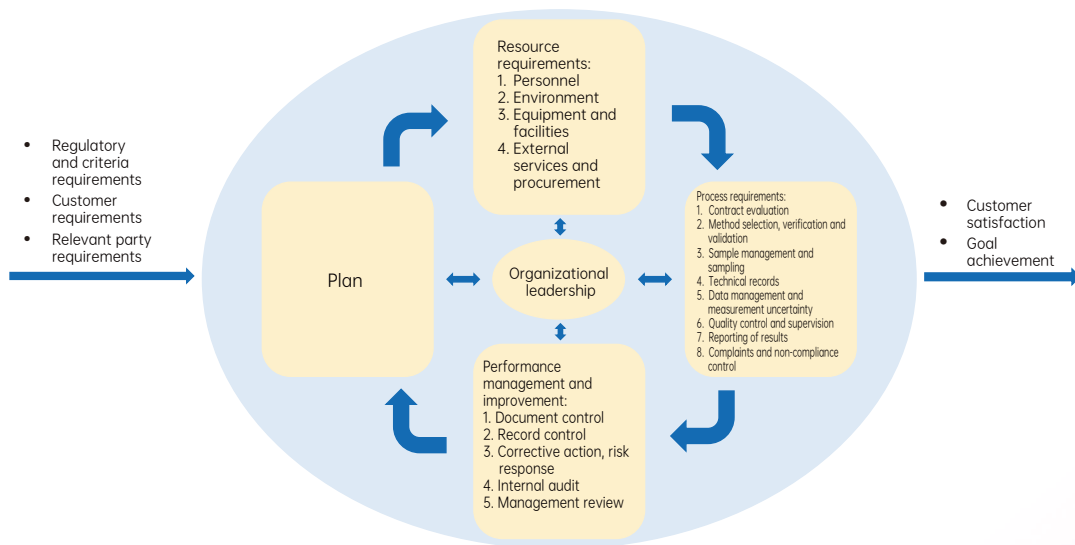 • Regulatory
and criteria
requirements
• Customer
requirements
• Relevant party
requirements
Plan
Resource
requirements:
1. Personnel
2. Environment
3. Equipment and
facilities
4. External
services and
procurement
Organizational
leadership
Process requirements:
1. Contract evaluation
2. Method selection, verification and
validation
3. Sample management and
sampling
4. Technical records
5. Data management and
measurement uncertainty
6. Quality control and supervision
7. Reporting of results
8. Complaints and non-compliance
control
Performance
management and
improvement:
1. Document control
2. Record control
3. Corrective action, risk
response
4. Internal audit
5. Management review
• Customer
satisfaction
• Goal
achievement